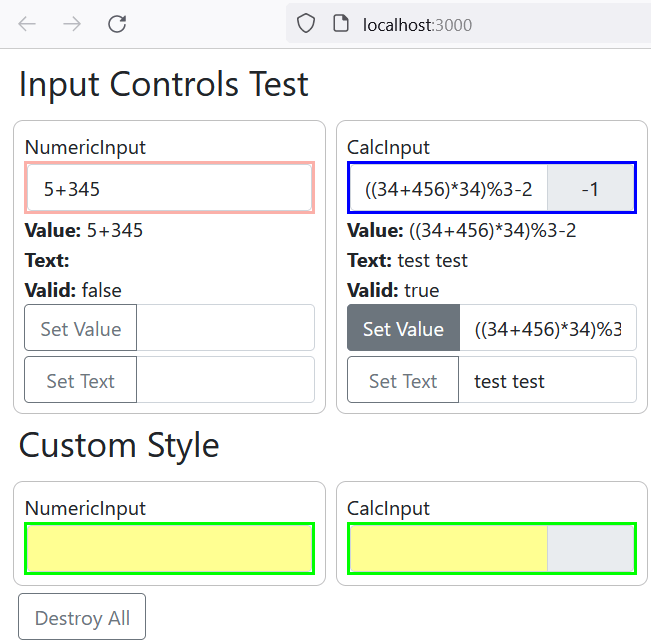 localhost:3000
Input Controls Test
NumericInput
5+345
Value: 5+345
Text:
Valid: false
Set Value
Set Text
CalcInput
((34+456)*34)%3-2 -1
Value: ((34+456)*34)%3-2
Text: test test
Valid: true
Set Value ((34+456)*34)%3
Set Text test test
Custom Style
NumericInput
CalcInput
Destroy All